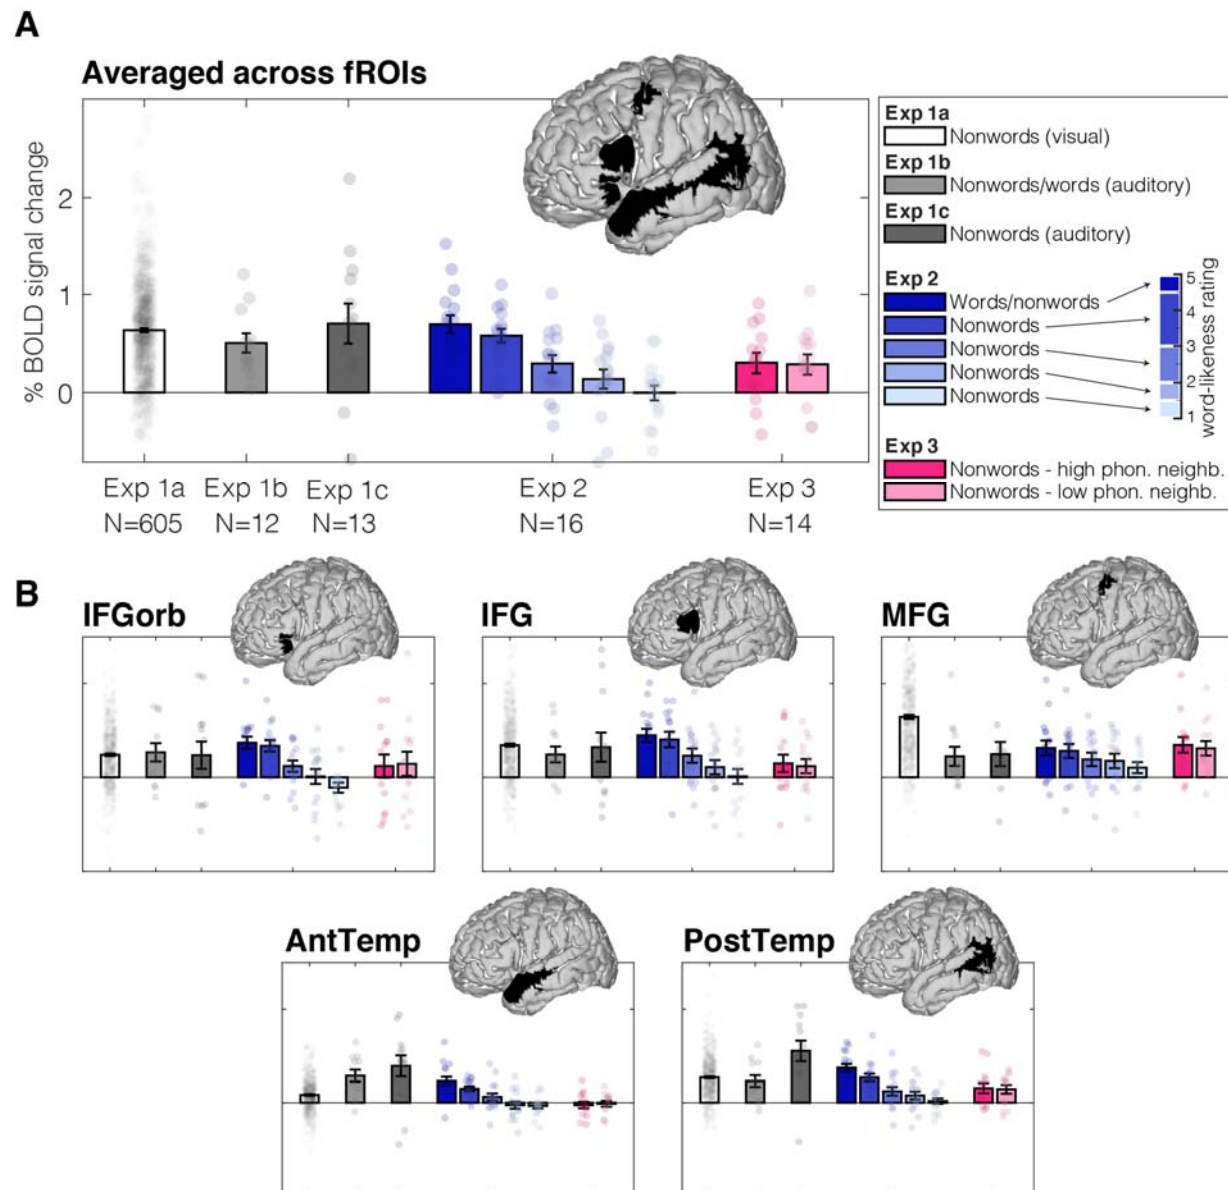 A
Averaged across fROIs
% BOLD signal change
2
1
0
Exp 1a
N=605
Exp 1b
N=12
Exp 1c
N=13
Exp 2
N=16
Exp 3
N=14
Exp 1a
Nonwords (visual)
Exp 1b
Nonwords/words (auditory)
Exp 1c
Nonwords (auditory)
Exp 2
Words/nonwords
Nonwords
Nonwords
Nonwords
Nonwords
5
4
3
2
1
word-likeness rating
Exp 3
Nonwords - high phon. neighb.
Nonwords - low phon. neighb.
B
IFGorb
IFG
MFG
AntTemp
PostTemp